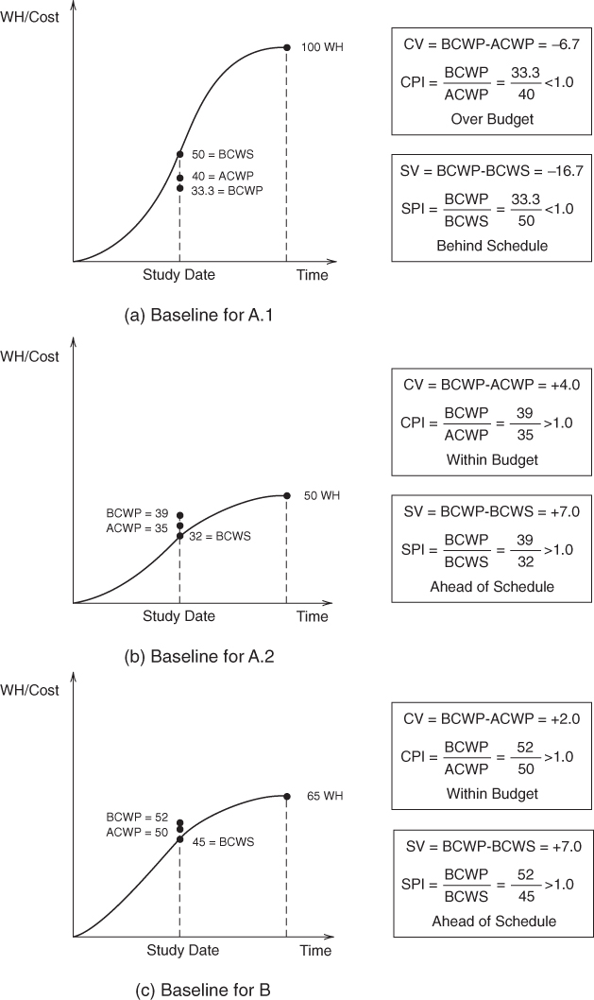 WH/Cost
100 WH
50 = BCWS
40 = ACWP
33.3 = BCWP
Study Date
Time
CV = BCWP-ACWP = –6.7
CPI = BCWP/ACWP = 33.3/40 <1.0
Over Budget
SV = BCWP-BCWS = –16.7
SPI = BCWP/BCWS = 33.3/50 <1.0
Behind Schedule
(a) Baseline for A.1
WH/Cost
50 WH
BCWP = 39
ACWP = 35
32 = BCWS
Study Date
Time
CV = BCWP-ACWP = +4.0
CPI = BCWP/ACWP = 39/35 >1.0
Within Budget
SV = BCWP-BCWS = +7.0
SPI = BCWP/BCWS = 39/32 >1.0
Ahead of Schedule
(b) Baseline for A.2
WH/Cost
65 WH
BCWP = 52
ACWP = 50
45 = BCWS
Study Date
Time
CV = BCWP-ACWP = +2.0
CPI = BCWP/ACWP = 52/50 >1.0
Within Budget
SV = BCWP-BCWS = +7.0
SPI = BCWP/BCWS = 52/45 >1.0
Ahead of Schedule
(c) Baseline for B